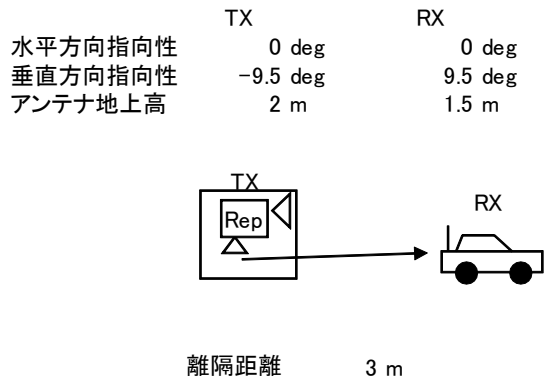 TX RX
水平方向指向性 0 deg 0 deg
垂直方向指向性 -9.5 deg 9.5 deg
アンテナ地上高 2 m 1.5 m
TX
RX
Rep
離隔距離 3 m